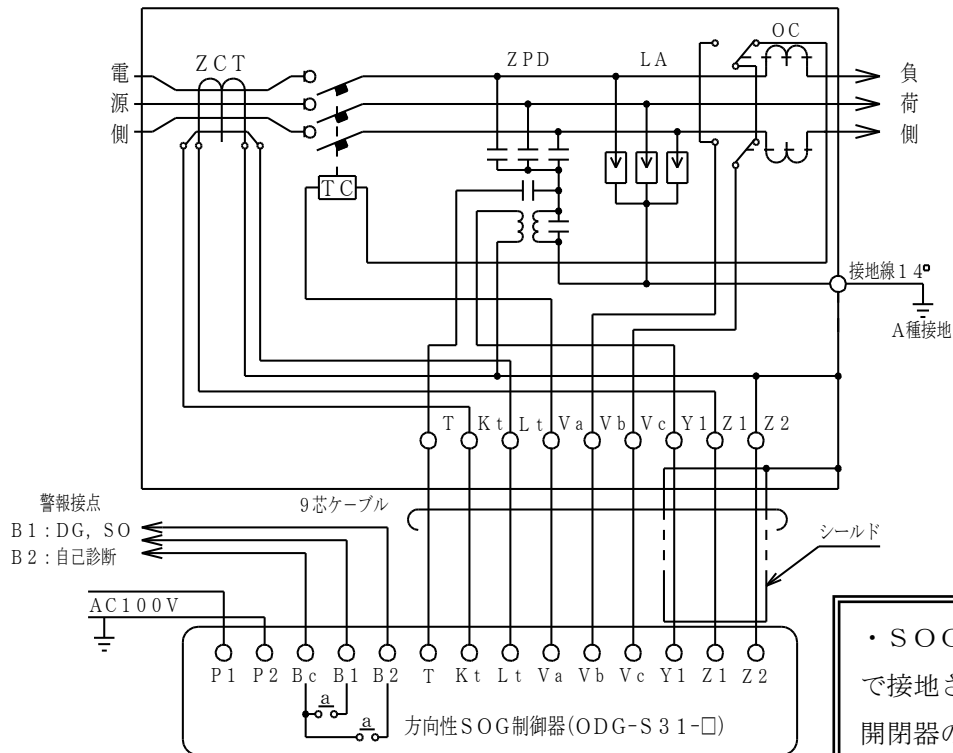 OC
ZCT
ZPD
LA
電源側
負荷側
TC
接地線14□
A種接地
T Kt Lt Va Vb Vc Y1 Z1 Z2
警報接点
B1:DG, SO
B2:自己診断
9芯ケーブル
シールド
AC100V
P1 P2 Bc B1 B2 T Kt Lt Va Vb Vc Y1 Z1 Z2
a
a
方向性SOG制御器(ODG-S31-□)
・SOG
で接地さ
開閉器の